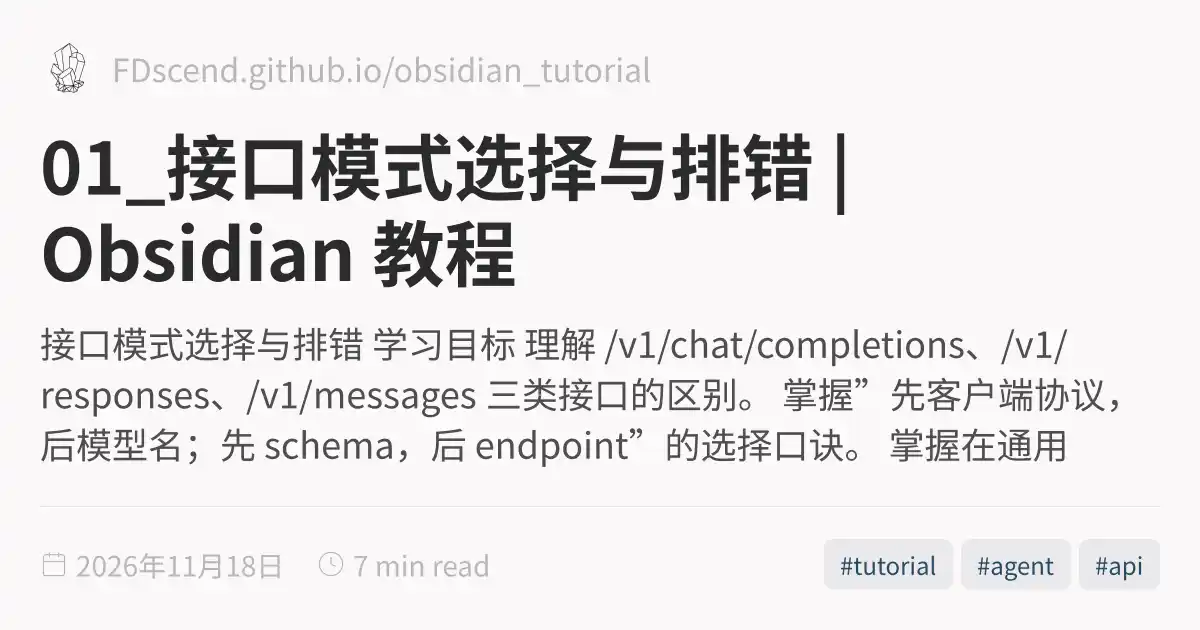 FDscend.github.io/obsidian_tutorial
01_接口模式选择与排错 |
Obsidian 教程
接口模式选择与排错 学习目标 理解 /v1/chat/completions、/v1/
responses、/v1/messages 三类接口的区别。 掌握”先客户端协议，
后模型名；先 schema，后 endpoint”的选择口诀。 掌握在通用
2026年11月18日 7 min read #tutorial #agent #api